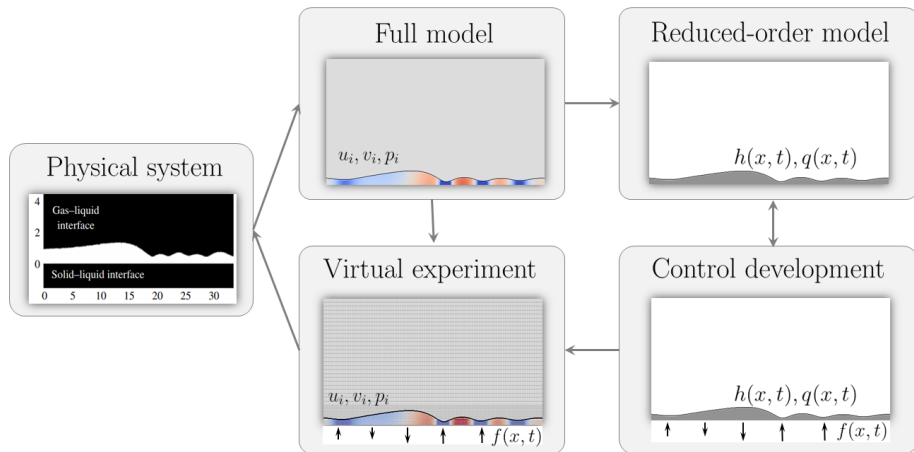 Full model
Reduced-order model
u_i, v_i, p_i
h(x, t), q(x, t)
Physical system
4
2
0
Gas–liquid
interface
Solid–liquid interface
0 5 10 15 20 25 30
Virtual experiment
Control development
u_i, v_i, p_i
f(x, t)
h(x, t), q(x, t)
f(x, t)